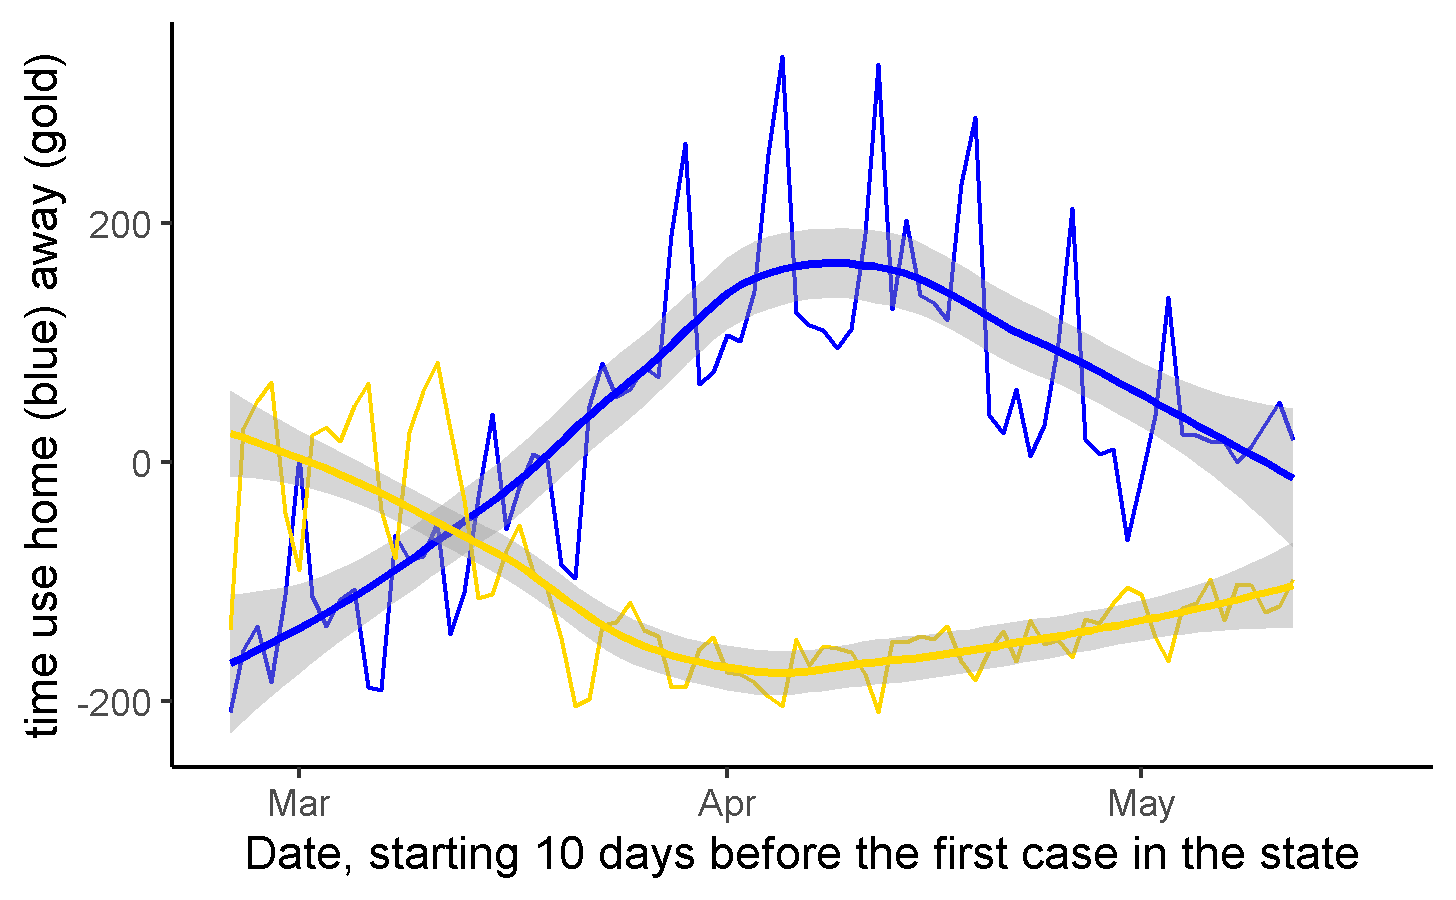 time use home (blue) away (gold)
200
0
-200
Mar
Apr
May
Date, starting 10 days before the first case in the state